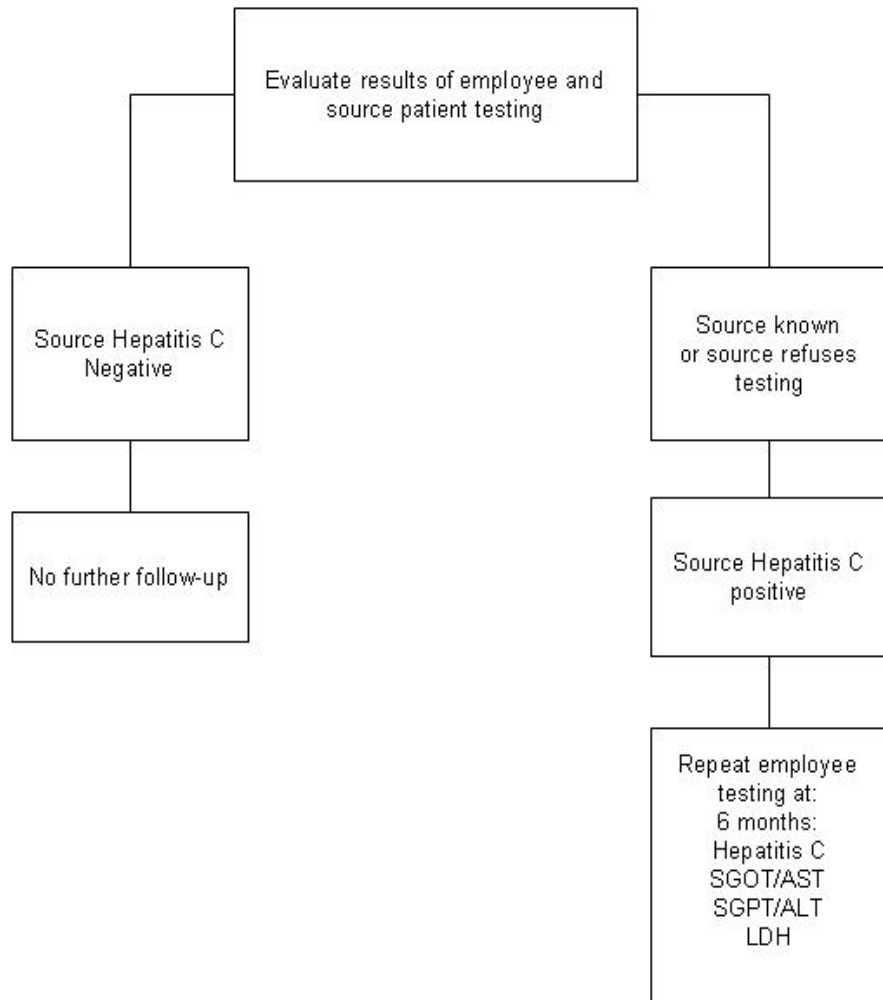 Evaluate results of employee and
source patient testing
Source Hepatitis C
Negative
No further follow-up
Source known
or source refuses
testing
Source Hepatitis C
positive
Repeat employee
testing at:
6 months:
Hepatitis C
SGOT/AST
SGPT/ALT
LDH